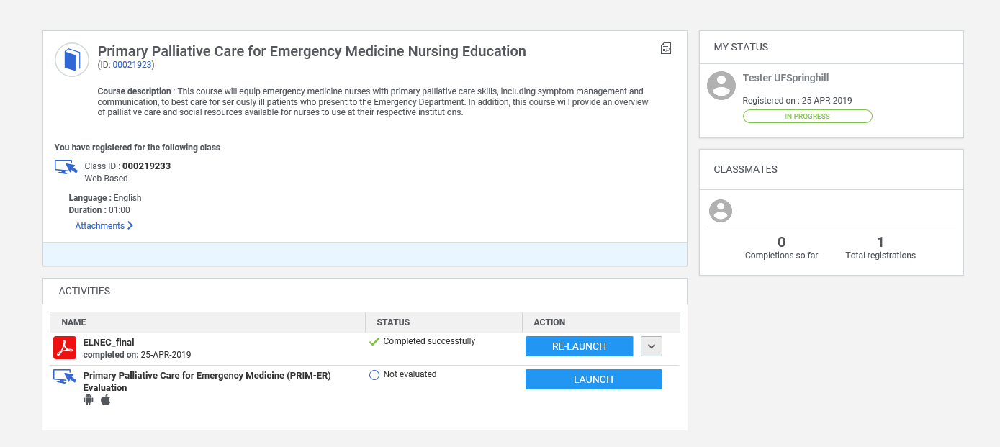 Primary Palliative Care for Emergency Medicine Nursing Education
(ID: 00021923)
Course description : This course will equip emergency medicine nurses with primary palliative care skills, including symptom management and
communication, to best care for seriously ill patients who present to the Emergency Department. In addition, this course will provide an overview
of palliative care and social resources available for nurses to use at their respective institutions.
You have registered for the following class
Class ID : 000219233
Web-Based
Language : English
Duration : 01:00
Attachments
ACTIVITIES
NAME STATUS ACTION
ELNEC_final Completed successfully RE-LAUNCH
completed on: 25-APR-2019
Primary Palliative Care for Emergency Medicine (PRIM-ER) Not evaluated LAUNCH
Evaluation
MY STATUS
Tester UFSpringhill
Registered on : 25-APR-2019
IN PROGRESS
CLASSMATES
0 1
Completions so far Total registrations